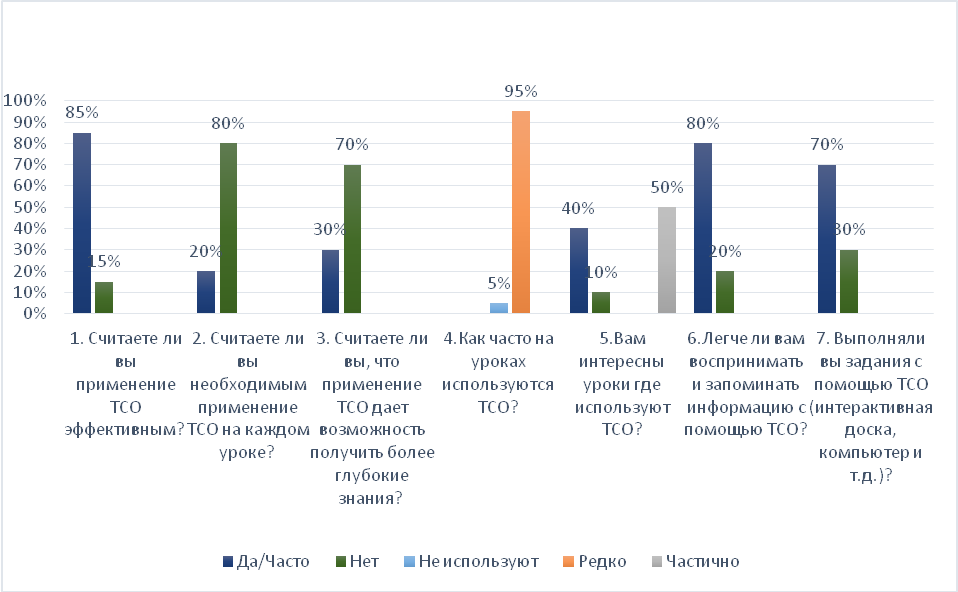 100%
90%
80%
70%
60%
50%
40%
30%
20%
10%
0%
85%
15%
20%
80%
30%
70%
5%
95%
40%
10%
50%
80%
20%
70%
30%
1. Считаете ли
вы
применение
ТСО
эффективным?
2. Считаете ли
вы
необходимым
применение
ТСО на каждом
уроке?
3. Считаете ли
вы, что
применение
ТСО дает
возможность
получить более
глубокие
знания?
4.Как часто на
уроках
используются
ТСО?
5.Вам
интересны
уроки где
используют
ТСО?
6.Легче ли вам
воспринимать
и запоминать
информацию с
помощью ТСО?
7. Выполняли
вы задания с
помощью ТСО
(интерактивная
доска,
компьютер и
т.д.)?
Да/Часто
Нет
Не используют
Редко
Частично